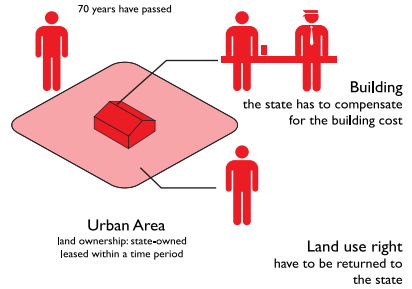 70 years have passed
Building
the state has to compensate
for the building cost
Urban Area
land ownership: state-owned
leased within a time period
Land use right
have to be returned to
the state